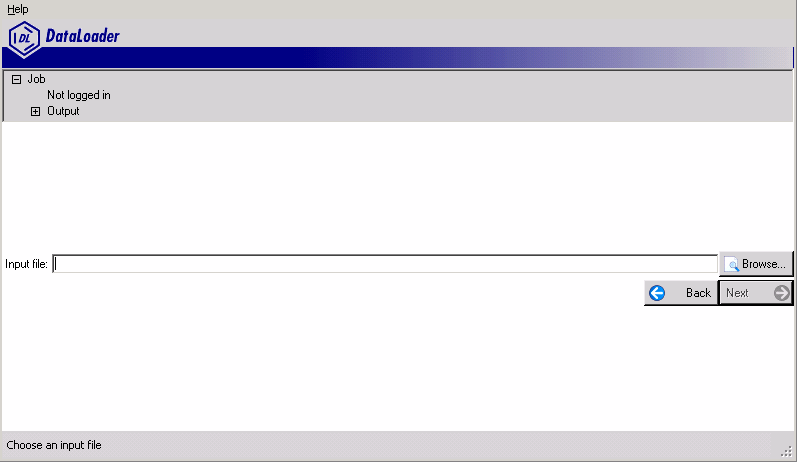 Help
DL DataLoader
Job
Not logged in
Output
Input file: Browse...
Back Next
Choose an input file